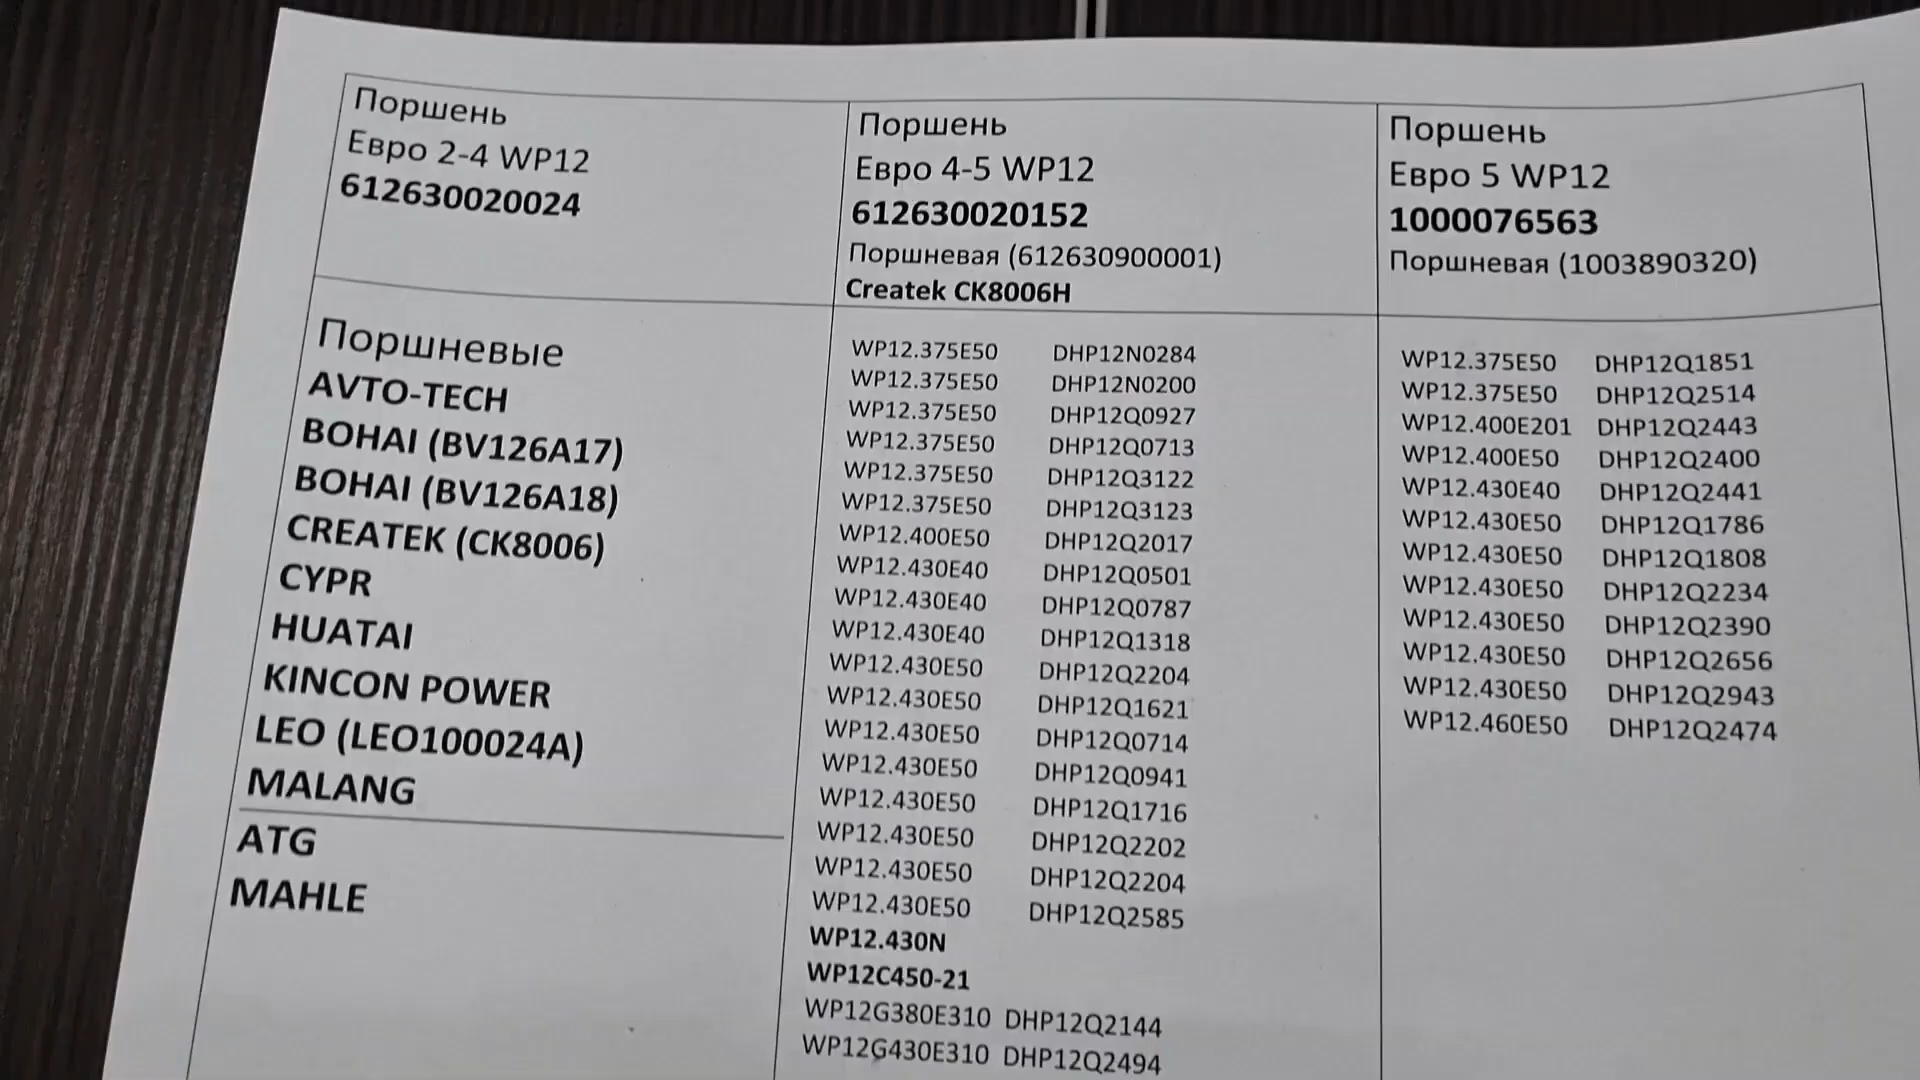 Поршень
Евро 2-4 WP12
612630020024
Поршневые
AVTO-TECH
BOHAI (BV126A17)
BOHAI (BV126A18)
CREATEK (CK8006)
CYPR
HUATAI
KINCON POWER
LEO (LEO100024A)
MALANG
ATG
MAHLE
Поршень
Евро 4-5 WP12
612630020152
Поршневая (612630900001)
Createk CK8006H
WP12.375E50 DHP12N0284
WP12.375E50 DHP12N0200
WP12.375E50 DHP12Q0927
WP12.375E50 DHP12Q0713
WP12.375E50 DHP12Q3122
WP12.375E50 DHP12Q3123
WP12.400E50 DHP12Q2017
WP12.430E40 DHP12Q0501
WP12.430E40 DHP12Q0787
WP12.430E40 DHP12Q1318
WP12.430E50 DHP12Q2204
WP12.430E50 DHP12Q1621
WP12.430E50 DHP12Q0714
WP12.430E50 DHP12Q0941
WP12.430E50 DHP12Q1716
WP12.430E50 DHP12Q2202
WP12.430E50 DHP12Q2204
WP12.430E50 DHP12Q2585
WP12.430N
WP12C450-21
WP12G380E310 DHP12Q2144
WP12G430E310 DHP12Q2494
Поршень
Евро 5 WP12
1000076563
Поршневая (1003890320)
WP12.375E50 DHP12Q1851
WP12.375E50 DHP12Q2514
WP12.400E201 DHP12Q2443
WP12.400E50 DHP12Q2400
WP12.430E40 DHP12Q2441
WP12.430E50 DHP12Q1786
WP12.430E50 DHP12Q1808
WP12.430E50 DHP12Q2234
WP12.430E50 DHP12Q2390
WP12.430E50 DHP12Q2656
WP12.430E50 DHP12Q2943
WP12.460E50 DHP12Q2474